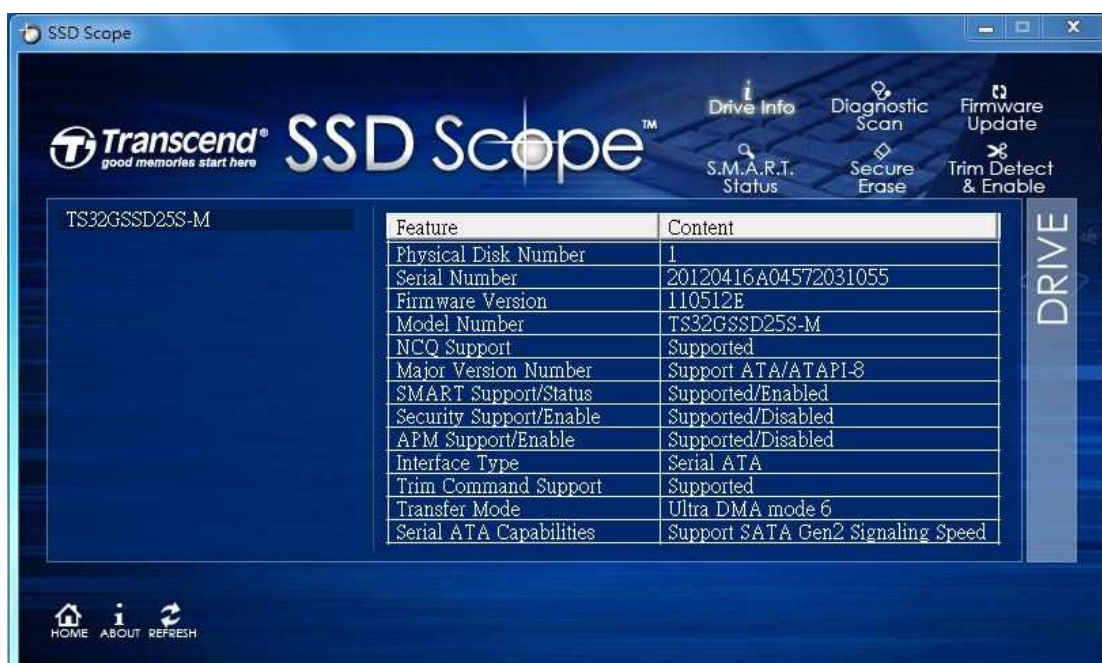 SSD Scope
Transcend®
good memories start here
SSD Scope™
Drive Info
Diagnostic Scan
Firmware Update
S.M.A.R.T. Status
Secure Erase
Trim Detect & Enable
TS32GSSD25S-M
Feature Content
Physical Disk Number 1
Serial Number 20120416A04572031055
Firmware Version 110512E
Model Number TS32GSSD25S-M
NCQ Support Supported
Major Version Number Support ATA/ATAPI-8
SMART Support/Status Supported/Enabled
Security Support/Enable Supported/Disabled
APM Support/Enable Supported/Disabled
Interface Type Serial ATA
Trim Command Support Supported
Transfer Mode Ultra DMA mode 6
Serial ATA Capabilities Support SATA Gen2 Signaling Speed
DRIVE
HOME ABOUT REFRESH